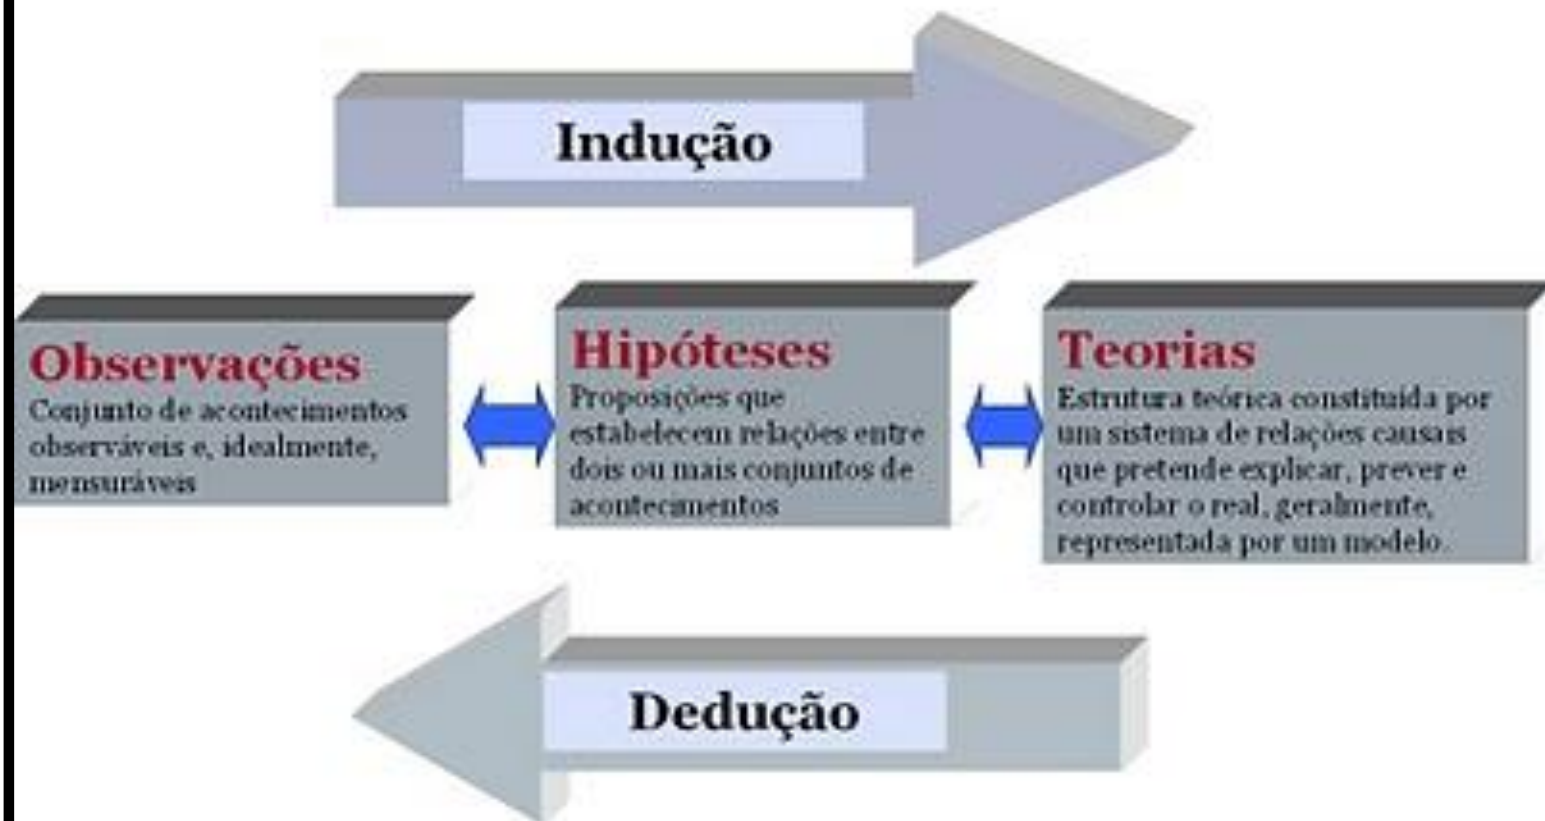 Indução
Observações
Conjunto de acontecimentos
observáveis e, idealmente,
mensuráveis
Hipóteses
Proposições que
estabelecem relações entre
dois ou mais conjuntos de
acontecimentos
Teorias
Estrutura teórica constituída por
um sistema de relações causais
que pretende explicar, prever e
controlar o real, geralmente,
representada por um modelo.
Dedução